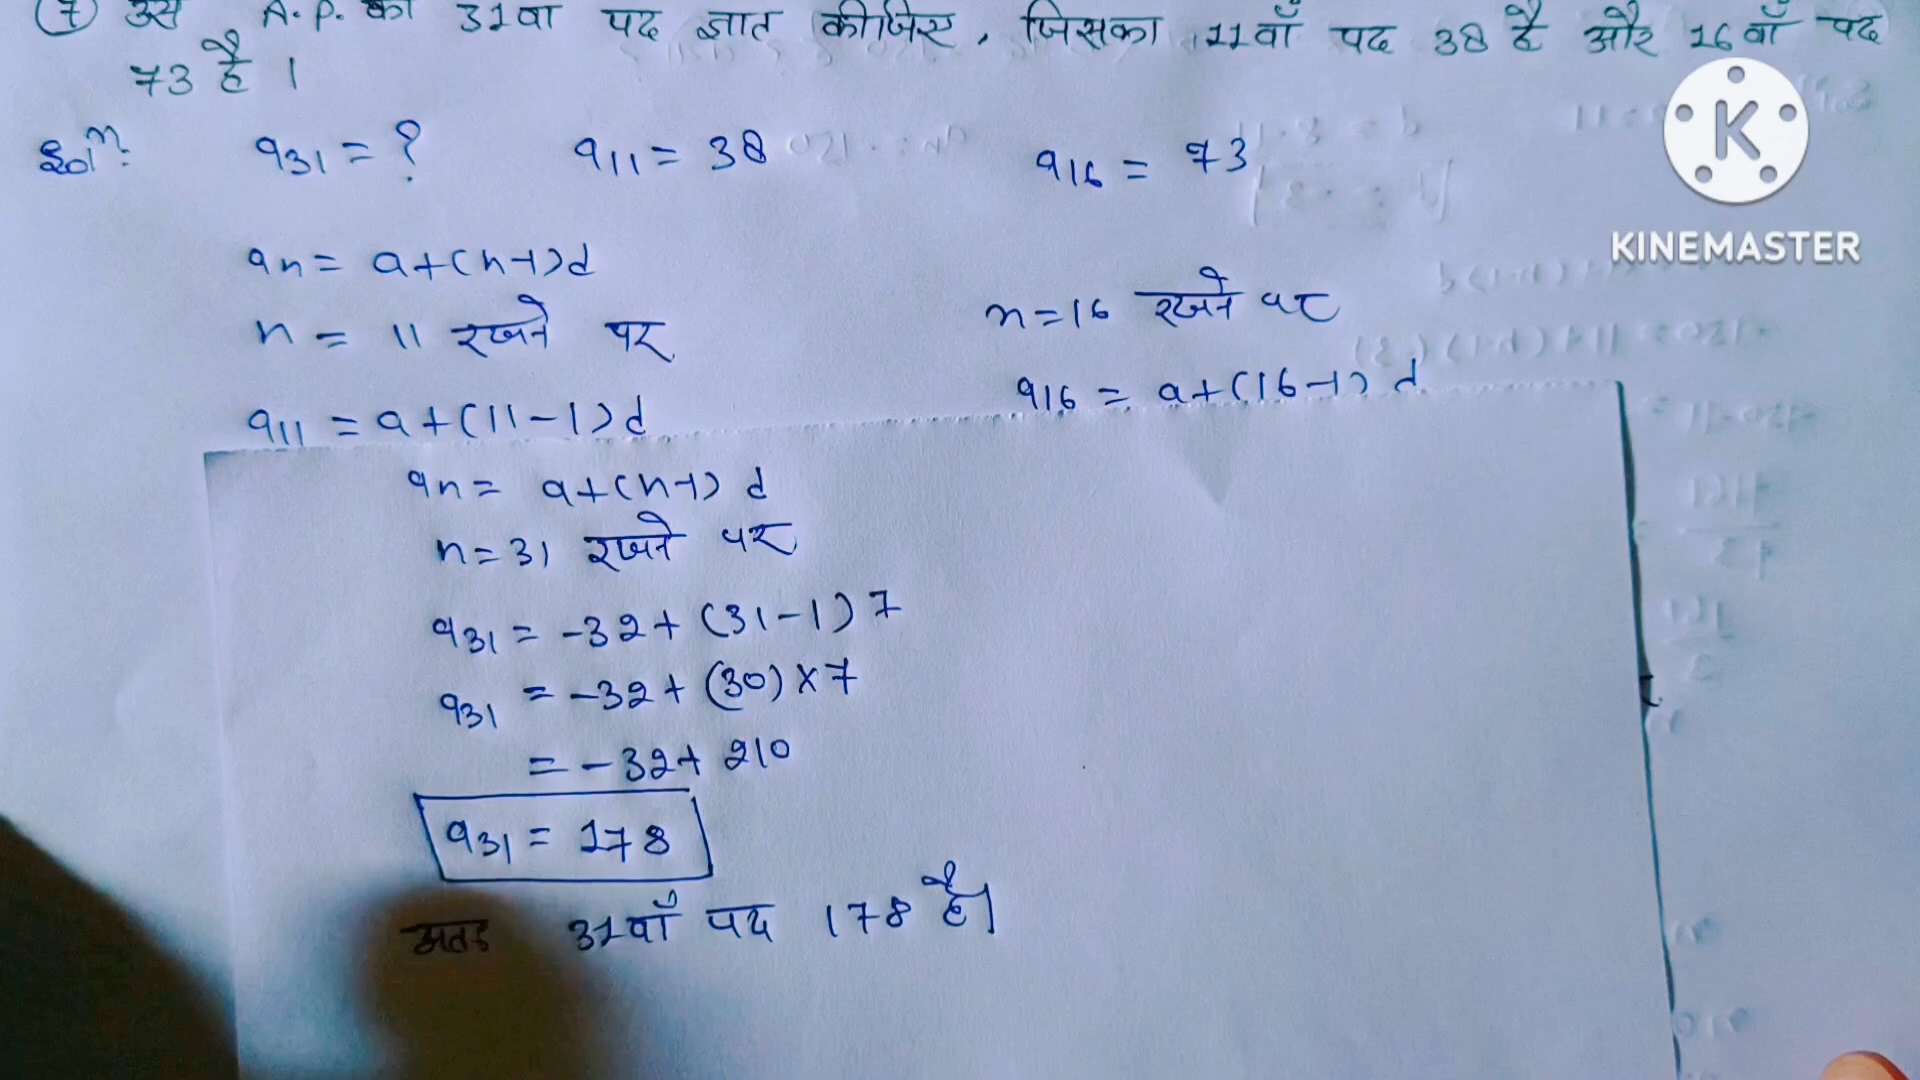 (7) उस A.P. का 31वाँ पद ज्ञात कीजिए, जिसका 11वाँ पद 38 है और 16वाँ पद
73 है।
Solⁿ: a₃₁ = ? a₁₁ = 38 a₁₆ = 73
KINEMASTER
aₙ = a+(n-1)d
n = 11 रखने पर
n=16 रखने पर
a₁₁ = a+(11-1)d
a₁₆ = a+(16-1)d
aₙ = a+(n-1)d
n=31 रखने पर
a₃₁ = -32+(31-1)7
a₃₁ = -32+(30)×7
= -32+210
a₃₁ = 178
अतः 31वाँ पद 178 है।